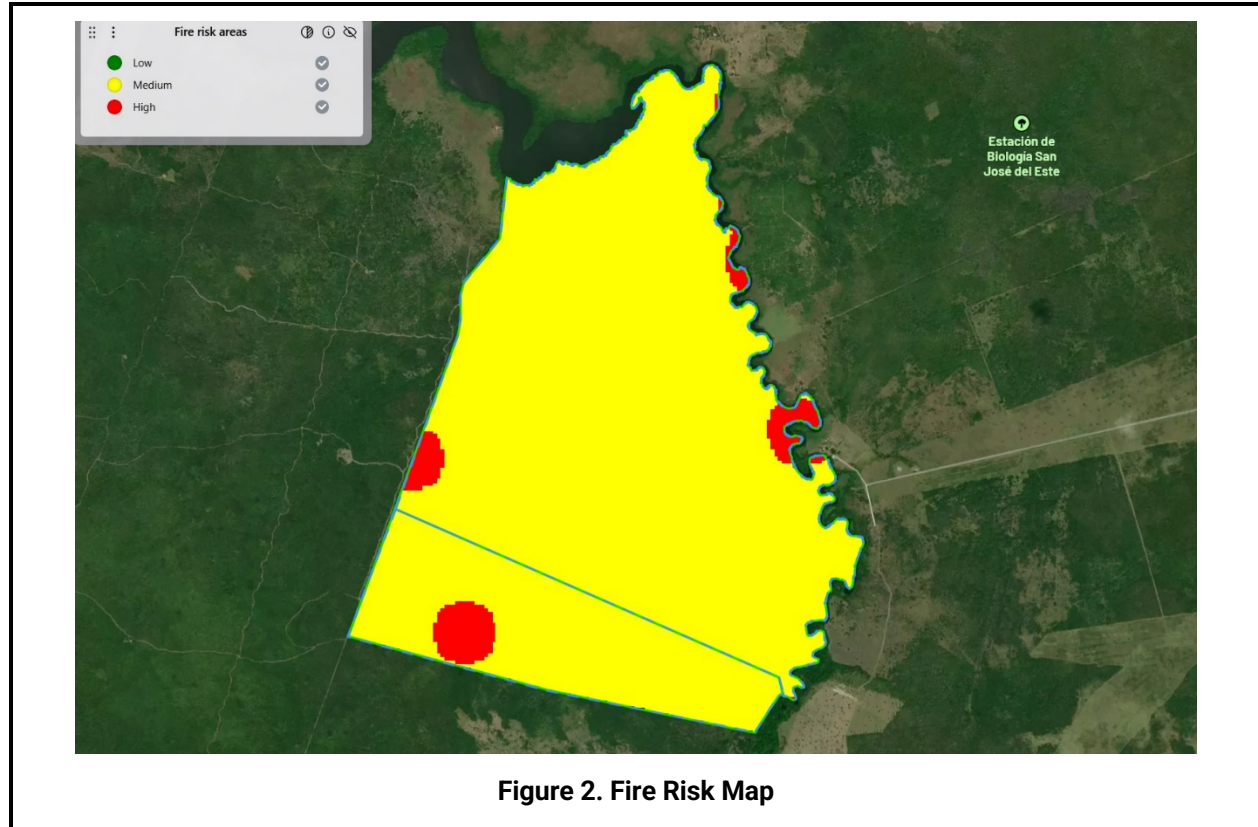 Fire risk areas
Low
Medium
High
Estación de
Biología San
José del Este
Figure 2. Fire Risk Map